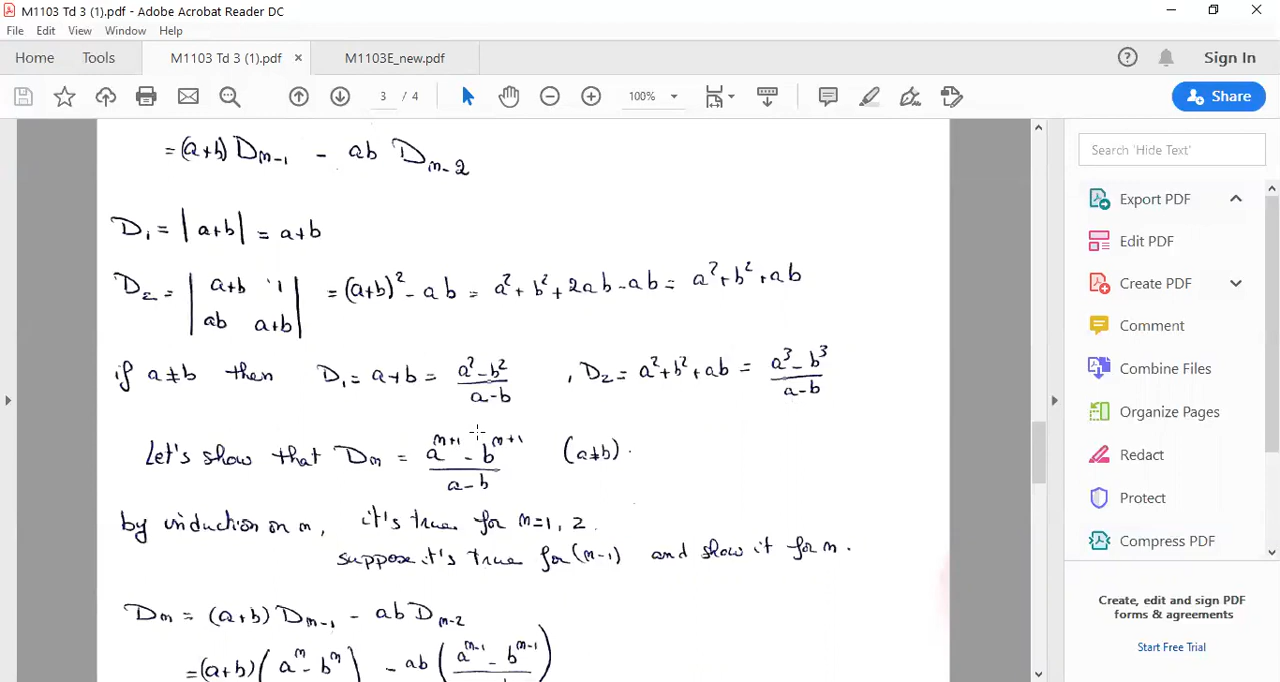 M1103 Td 3 (1).pdf - Adobe Acrobat Reader DC
File Edit View Window Help
Home Tools M1103 Td 3 (1).pdf × M1103E_new.pdf Sign In
3 / 4 100% Share
= (a+b) D_{n-1} - ab D_{n-2}
D_1 = |a+b| = a+b
D_2 = | a+b 1 ; ab a+b | = (a+b)^2 - ab = a^2 + b^2 + 2ab - ab = a^2 + b^2 + ab
if a≠b then D_1 = a+b = (a^2 - b^2)/(a-b) , D_2 = a^2 + b^2 + ab = (a^3 - b^3)/(a-b)
Let's show that D_n = (a^{n+1} - b^{n+1})/(a-b) (a≠b).
by induction on n, it's true for n=1, 2.
suppose it's true for (n-1) and show it for n.
D_n = (a+b) D_{n-1} - ab D_{n-2}
= (a+b) ( a^n - b^n ) - ab ( a^{n-1} - b^{n-1} )
Search 'Hide Text'
Export PDF
Edit PDF
Create PDF
Comment
Combine Files
Organize Pages
Redact
Protect
Compress PDF
Create, edit and sign PDF
forms & agreements
Start Free Trial